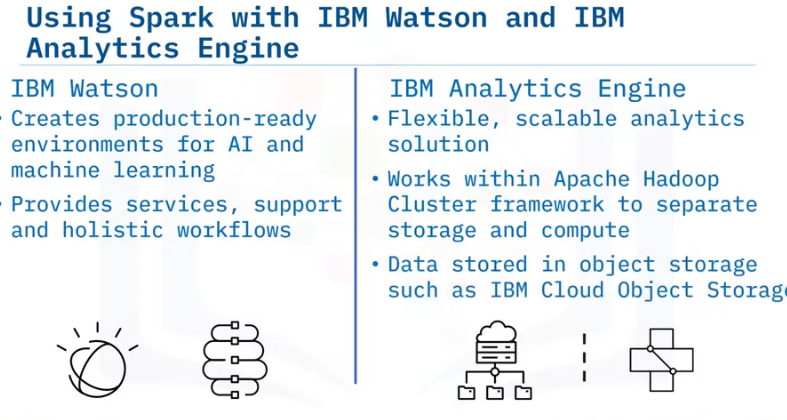 Using Spark with IBM Watson and IBM
Analytics Engine
IBM Watson
• Creates production-ready
environments for AI and
machine learning
• Provides services, support
and holistic workflows
IBM Analytics Engine
• Flexible, scalable analytics
solution
• Works within Apache Hadoop
Cluster framework to separate
storage and compute
• Data stored in object storage
such as IBM Cloud Object Storage